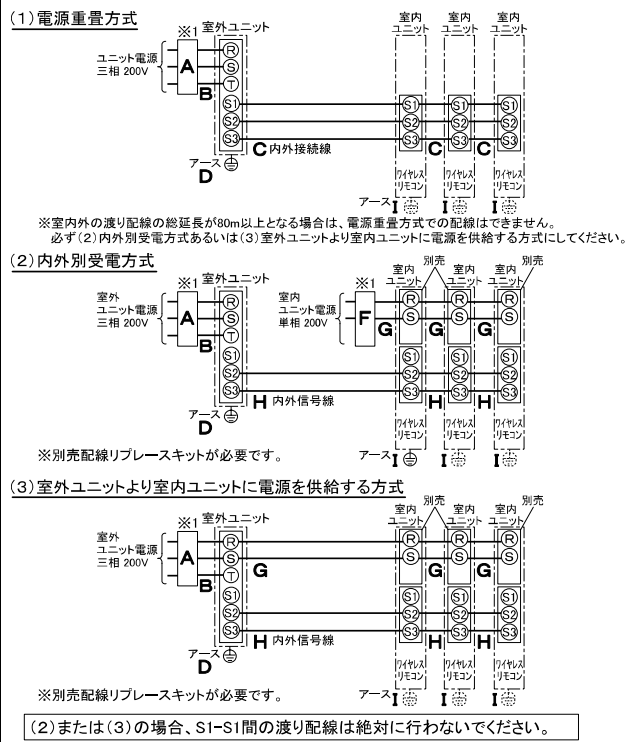 (1)電源重畳方式
※1 室外ユニット 室内ユニット 室内ユニット 室内ユニット
ユニット電源
三相 200V
A
B
R
S
T
S1 S1 S1 S1
S2 S2 S2 S2
S3 S3 S3 S3
C 内外接続線 C C
アース
D
ワイヤレスリモコン ワイヤレスリモコン ワイヤレスリモコン
アース I I I
※室内外の渡り配線の総延長が80m以上となる場合は、電源重畳方式での配線はできません。
必ず(2)内外別受電方式あるいは(3)室外ユニットより室内ユニットに電源を供給する方式にしてください。
(2)内外別受電方式
別売 別売
※1 室外ユニット ※1 室内ユニット 室内ユニット 室内ユニット
室外
ユニット電源
三相 200V
A
B
室内
ユニット電源
単相 200V
F
R R R R
S S S S
T
G G G
S1 S1 S1 S1
S2 S2 S2 S2
S3 S3 S3 S3
H 内外信号線 H H
アース
D
ワイヤレスリモコン ワイヤレスリモコン ワイヤレスリモコン
※別売配線リプレースキットが必要です。
アース I I I
(3)室外ユニットより室内ユニットに電源を供給する方式
別売 別売
※1 室外ユニット 室内ユニット 室内ユニット 室内ユニット
室外
ユニット電源
三相 200V
A
B
R R R R
S S S S
T
G G G
S1 S1 S1 S1
S2 S2 S2 S2
S3 S3 S3 S3
H 内外信号線 H H
アース
D
ワイヤレスリモコン ワイヤレスリモコン ワイヤレスリモコン
※別売配線リプレースキットが必要です。
アース I I I
(2)または(3)の場合、S1-S1間の渡り配線は絶対に行わないでください。